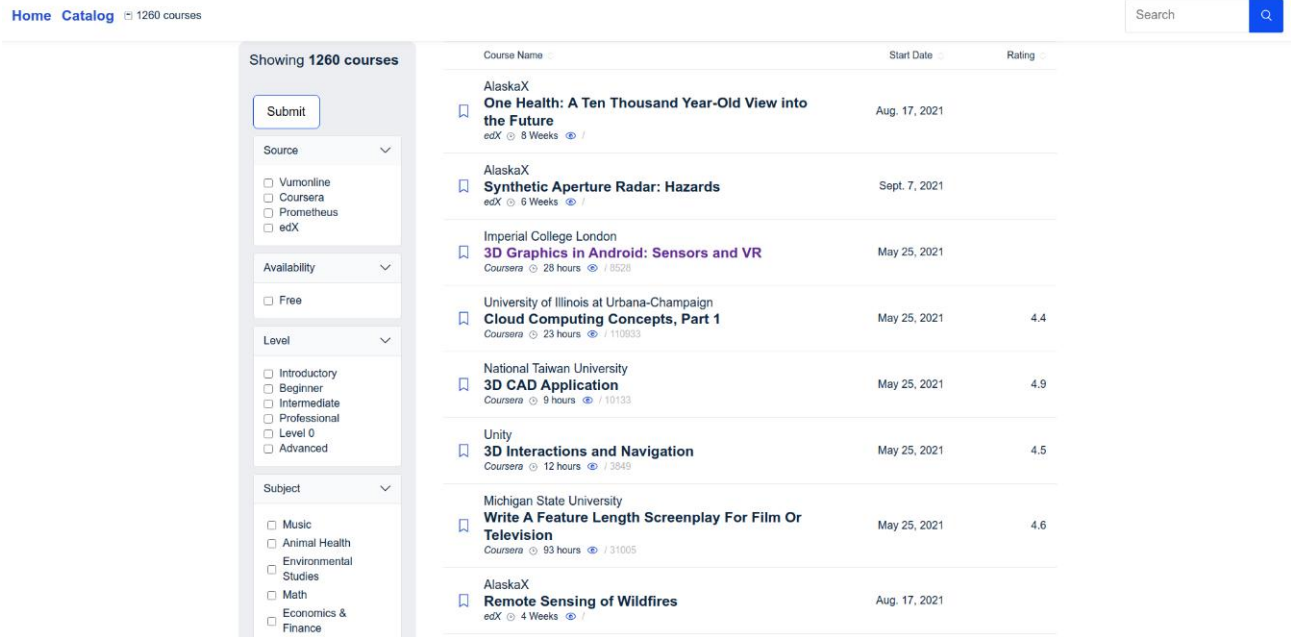 Home Catalog 1260 courses
Search
Showing 1260 courses
Submit
Source
Vumonline
Coursera
Prometheus
edX
Availability
Free
Level
Introductory
Beginner
Intermediate
Professional
Level 0
Advanced
Subject
Music
Animal Health
Environmental
Studies
Math
Economics &
Finance
Course Name Start Date Rating
AlaskaX
One Health: A Ten Thousand Year-Old View into
the Future
Aug. 17, 2021
edX 8 Weeks /
AlaskaX
Synthetic Aperture Radar: Hazards Sept. 7, 2021
edX 6 Weeks /
Imperial College London
3D Graphics in Android: Sensors and VR May 25, 2021
Coursera 28 hours / 8528
University of Illinois at Urbana-Champaign
Cloud Computing Concepts, Part 1 May 25, 2021 4.4
Coursera 23 hours / 110933
National Taiwan University
3D CAD Application May 25, 2021 4.9
Coursera 9 hours / 10133
Unity
3D Interactions and Navigation May 25, 2021 4.5
Coursera 12 hours / 3849
Michigan State University
Write A Feature Length Screenplay For Film Or
Television
May 25, 2021 4.6
Coursera 93 hours / 31005
AlaskaX
Remote Sensing of Wildfires Aug. 17, 2021
edX 4 Weeks /